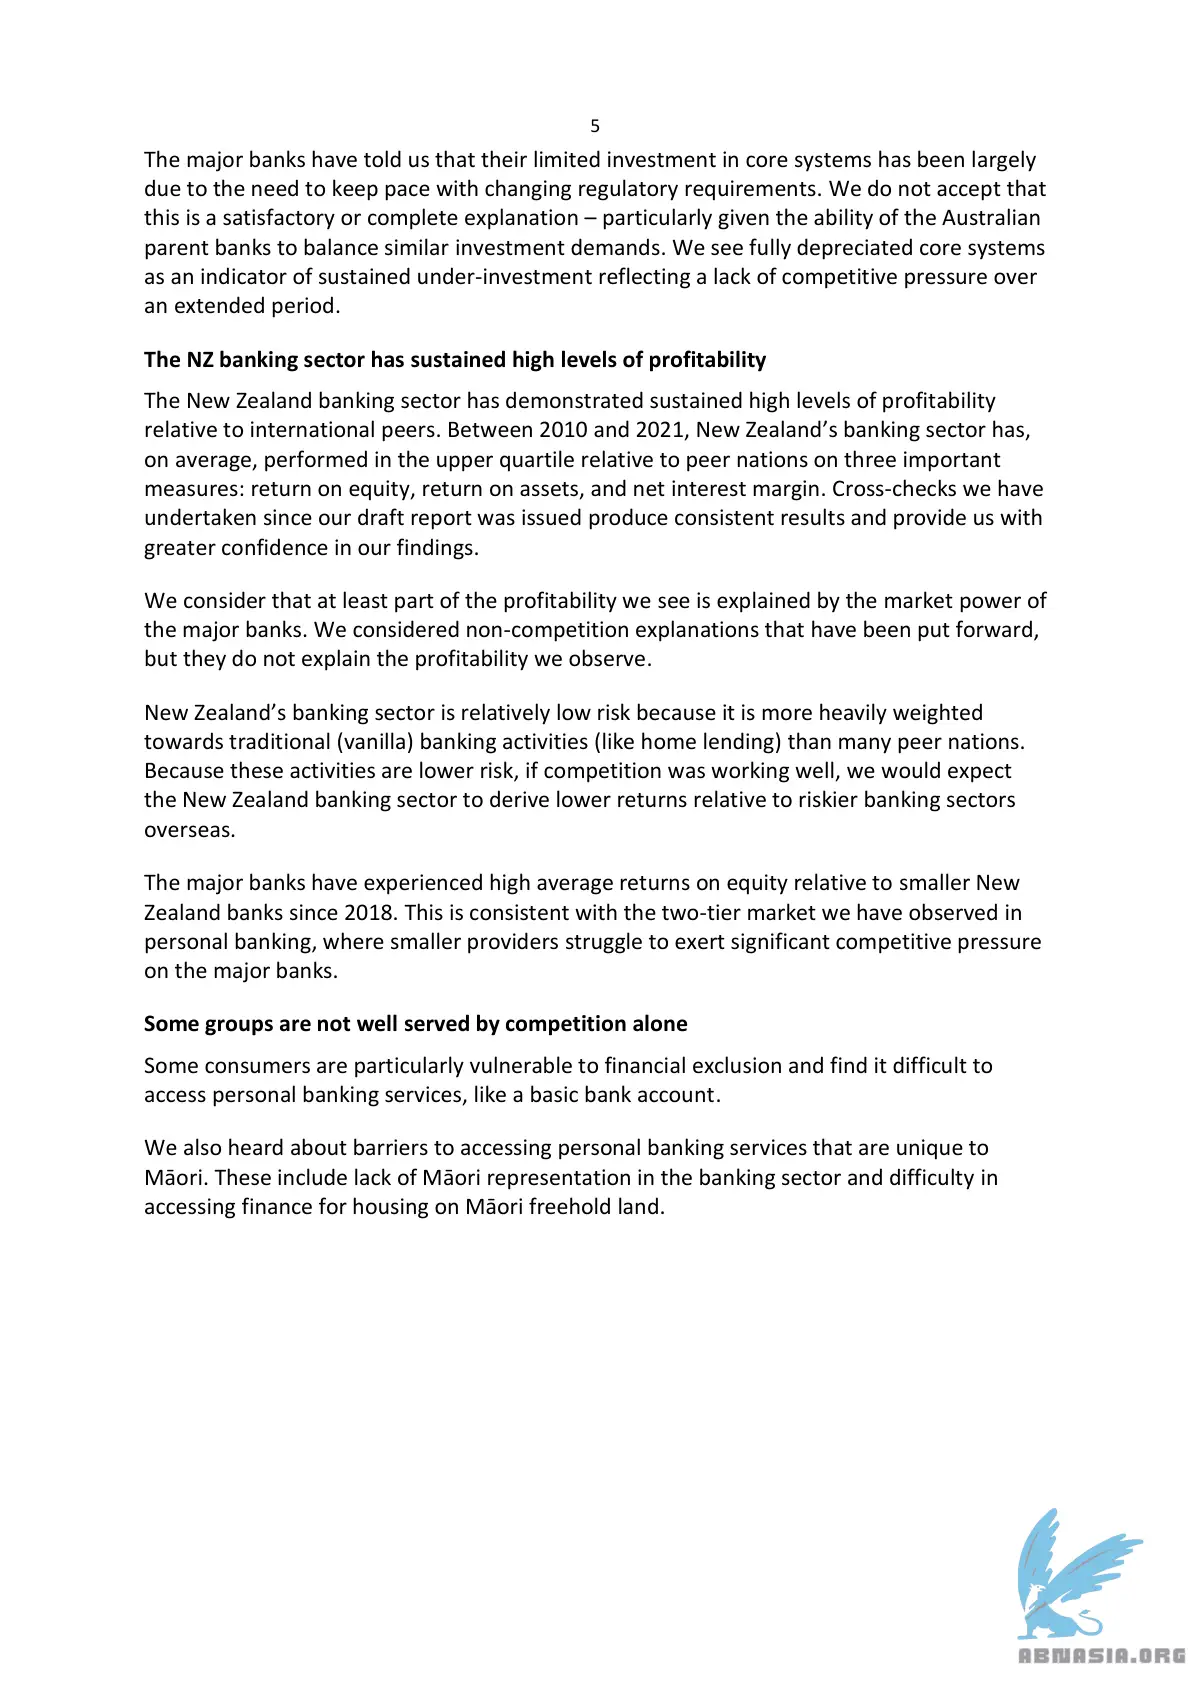 5
The major banks have told us that their limited investment in core systems has been largely
due to the need to keep pace with changing regulatory requirements. We do not accept that
this is a satisfactory or complete explanation – particularly given the ability of the Australian
parent banks to balance similar investment demands. We see fully depreciated core systems
as an indicator of sustained under-investment reflecting a lack of competitive pressure over
an extended period.
The NZ banking sector has sustained high levels of profitability
The New Zealand banking sector has demonstrated sustained high levels of profitability
relative to international peers. Between 2010 and 2021, New Zealand’s banking sector has,
on average, performed in the upper quartile relative to peer nations on three important
measures: return on equity, return on assets, and net interest margin. Cross-checks we have
undertaken since our draft report was issued produce consistent results and provide us with
greater confidence in our findings.
We consider that at least part of the profitability we see is explained by the market power of
the major banks. We considered non-competition explanations that have been put forward,
but they do not explain the profitability we observe.
New Zealand’s banking sector is relatively low risk because it is more heavily weighted
towards traditional (vanilla) banking activities (like home lending) than many peer nations.
Because these activities are lower risk, if competition was working well, we would expect
the New Zealand banking sector to derive lower returns relative to riskier banking sectors
overseas.
The major banks have experienced high average returns on equity relative to smaller New
Zealand banks since 2018. This is consistent with the two-tier market we have observed in
personal banking, where smaller providers struggle to exert significant competitive pressure
on the major banks.
Some groups are not well served by competition alone
Some consumers are particularly vulnerable to financial exclusion and find it difficult to
access personal banking services, like a basic bank account.
We also heard about barriers to accessing personal banking services that are unique to
Māori. These include lack of Māori representation in the banking sector and difficulty in
accessing finance for housing on Māori freehold land.
ABNASIA.ORG